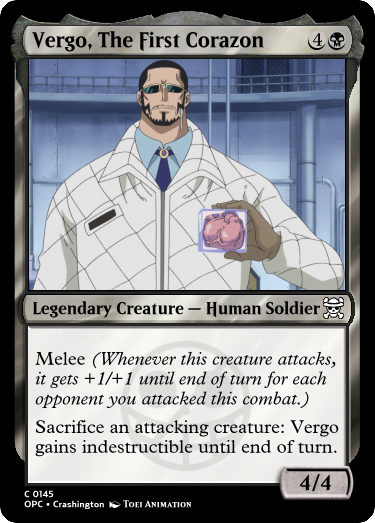 Vergo, The First Corazon 4
Legendary Creature — Human Soldier
Melee (Whenever this creature attacks,
it gets +1/+1 until end of turn for each
opponent you attacked this combat.)
Sacrifice an attacking creature: Vergo
gains indestructible until end of turn.
4/4
C 0145
OPC • Crashington Toei Animation